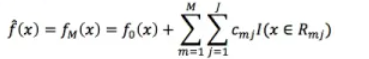 f̂(x) = f_M(x) = f_0(x) + ∑_{m=1}^{M} ∑_{j=1}^{J} c_{mj} I(x ∈ R_{mj})